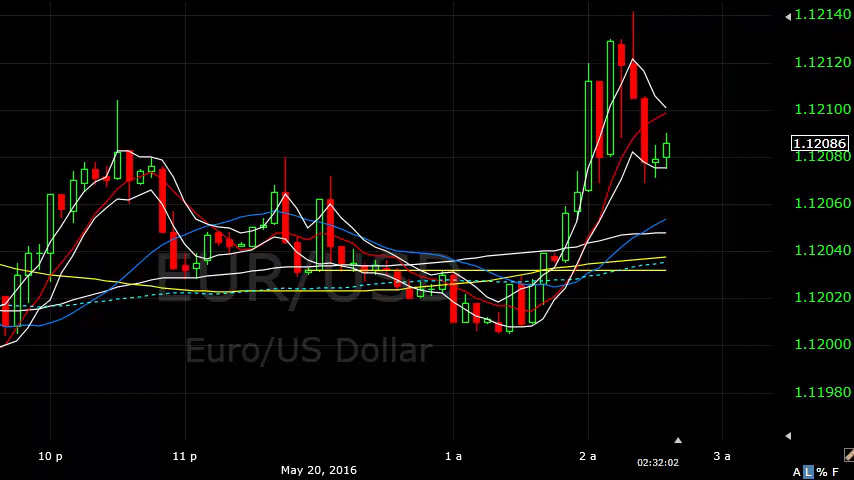 1.12140
1.12120
1.12100
1.12086
1.12080
1.12060
1.12040
EUR/USD
1.12020
Euro/US Dollar
1.12000
1.11980
10 p 11 p 1 a 2 a 3 a
02:32:02
May 20, 2016
A L % F